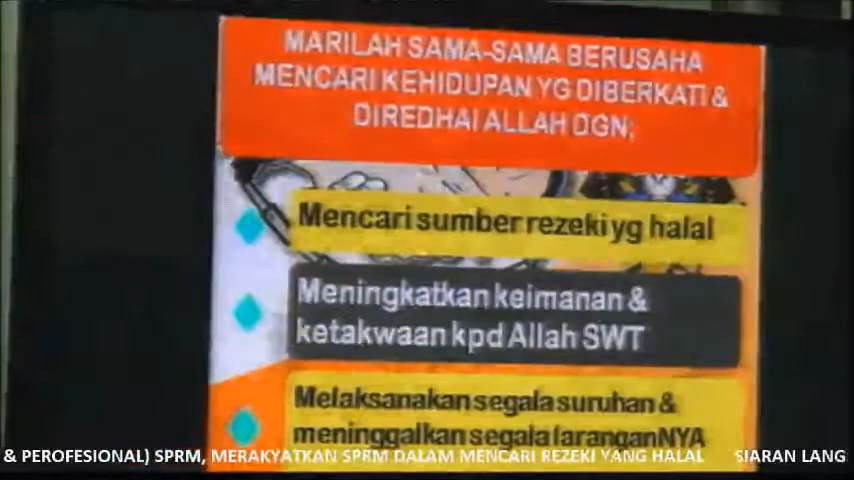 MARILAH SAMA-SAMA BERUSAHA
MENCARI KEHIDUPAN YG DIBERKATI &
DIREDHAI ALLAH DGN;
Mencari sumber rezeki yg halal
Meningkatkan keimanan &
ketakwaan kpd Allah SWT
Melaksanakan segala suruhan &
meninggalkan segala laranganNYA
& PEROFESIONAL) SPRM, MERAKYATKAN SPRM DALAM MENCARI REZEKI YANG HALAL SIARAN LANG